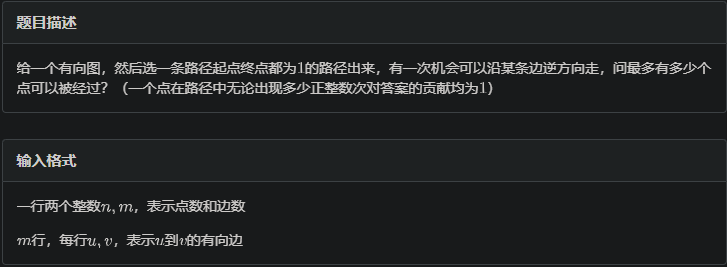 题目描述
给一个有向图，然后选一条路径起点终点都为1的路径出来，有一次机会可以沿某条边逆方向走，问最多有多少个
点可以被经过？（一个点在路径中无论出现多少正整数次对答案的贡献均为1）
输入格式
一行两个整数n, m，表示点数和边数
m行，每行u, v，表示u到v的有向边